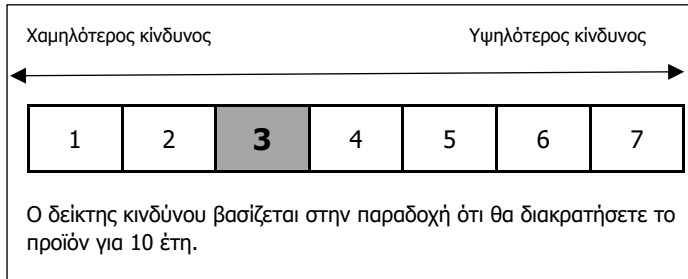 Χαμηλότερος κίνδυνος Υψηλότερος κίνδυνος
1 2 3 4 5 6 7
Ο δείκτης κινδύνου βασίζεται στην παραδοχή ότι θα διακρατήσετε το
προϊόν για 10 έτη.